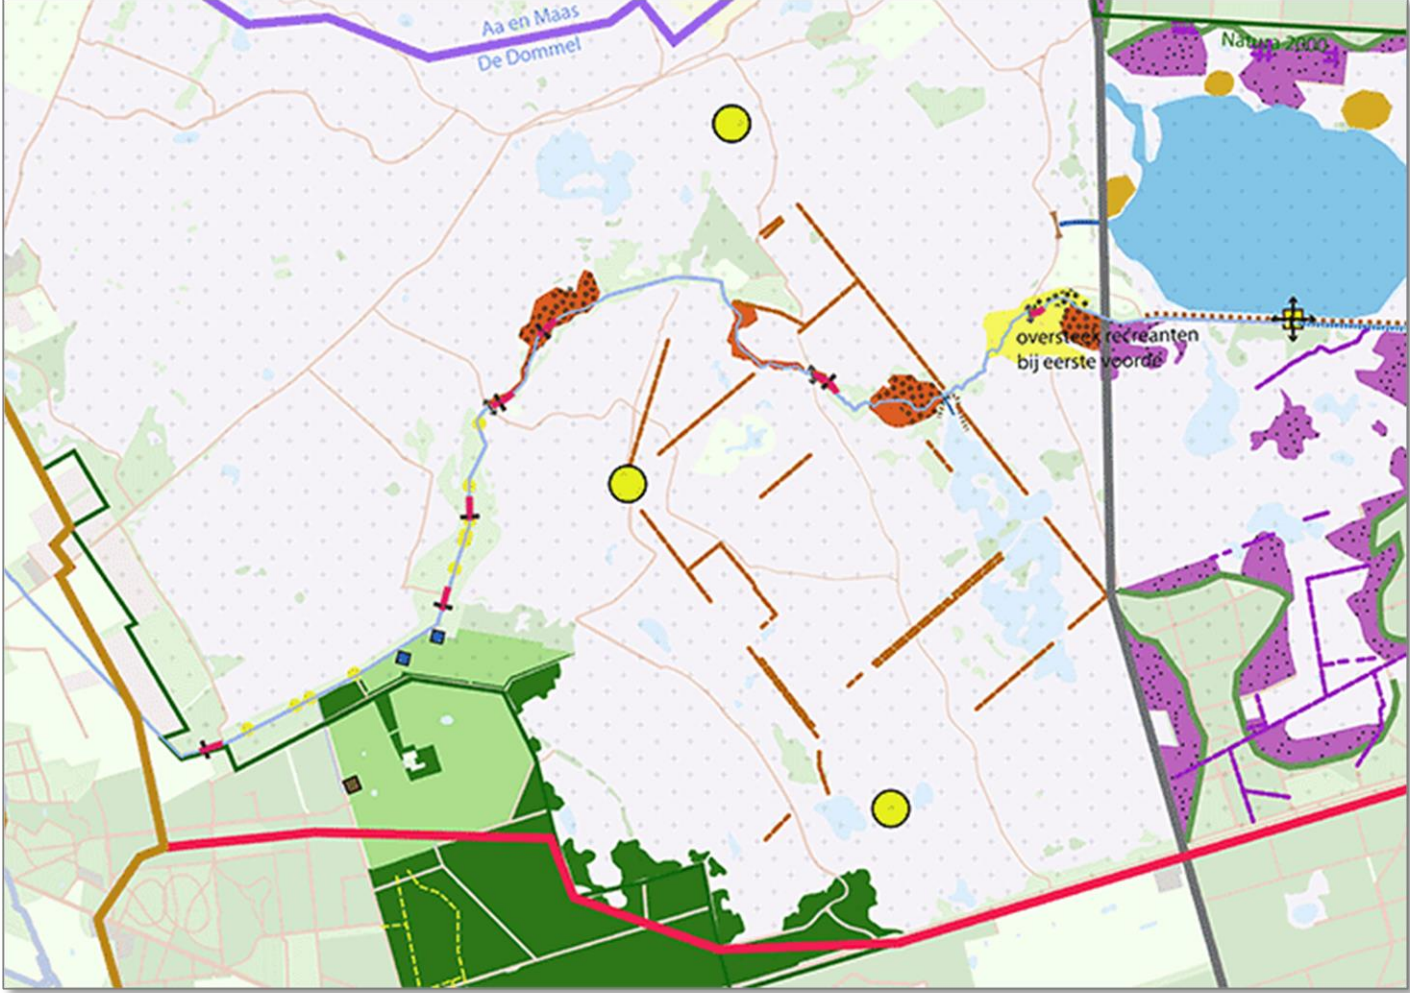 Aa en Maas
De Dommel
Natura 2000
oversteek recreanten
bij eerste voorde